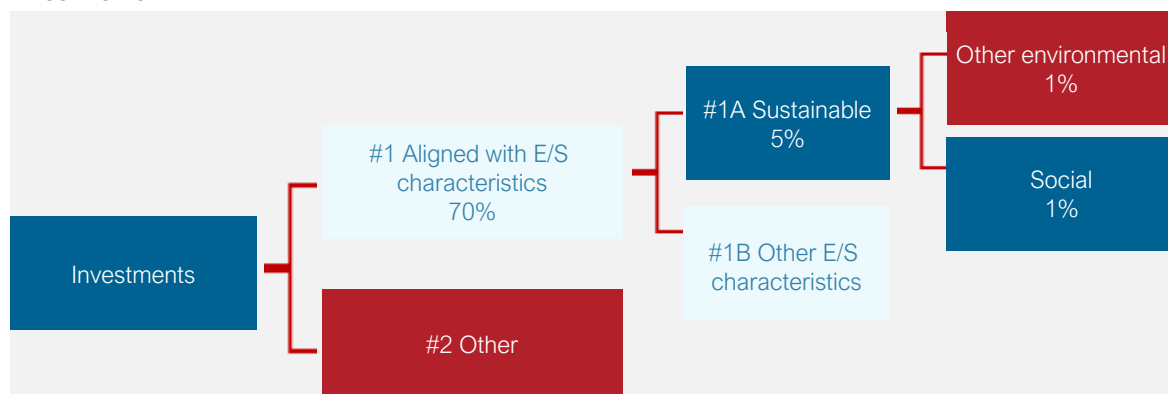 Investments
#1 Aligned with E/S
characteristics
70%
#2 Other
#1A Sustainable
5%
#1B Other E/S
characteristics
Other environmental
1%
Social
1%